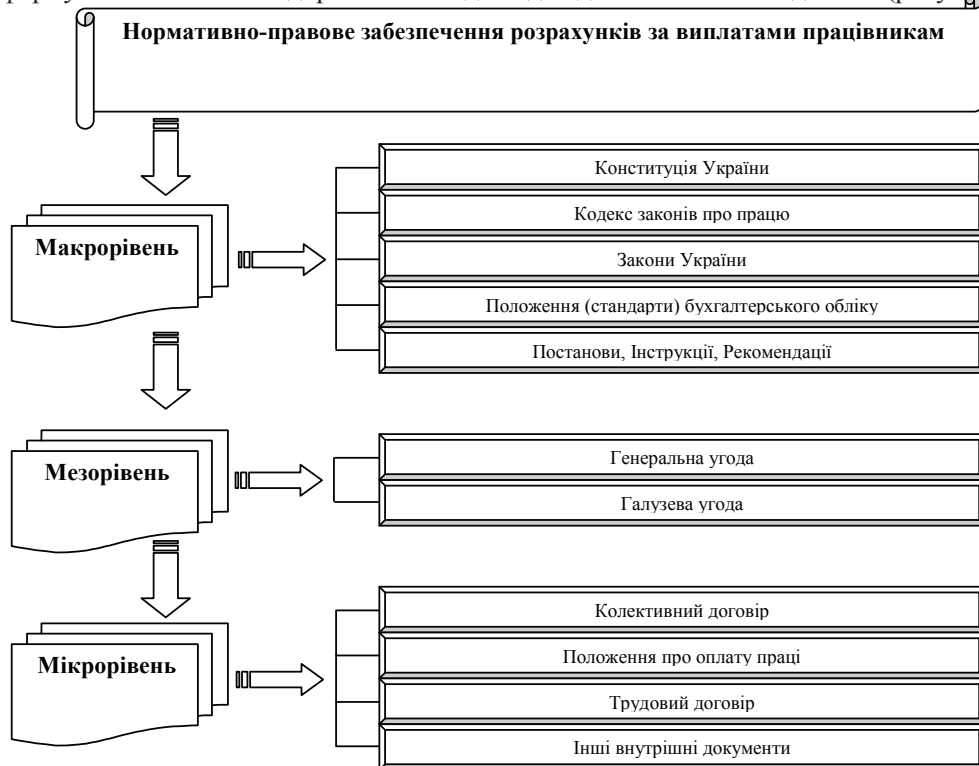 Нормативно-правове забезпечення розрахунків за виплатами працівникам
Макрорівень
Конституція України
Кодекс законів про працю
Закони України
Положення (стандарти) бухгалтерського обліку
Постанови, Інструкції, Рекомендації
Мезорівень
Генеральна угода
Галузева угода
Мікрорівень
Колективний договір
Положення про оплату праці
Трудовий договір
Інші внутрішні документи